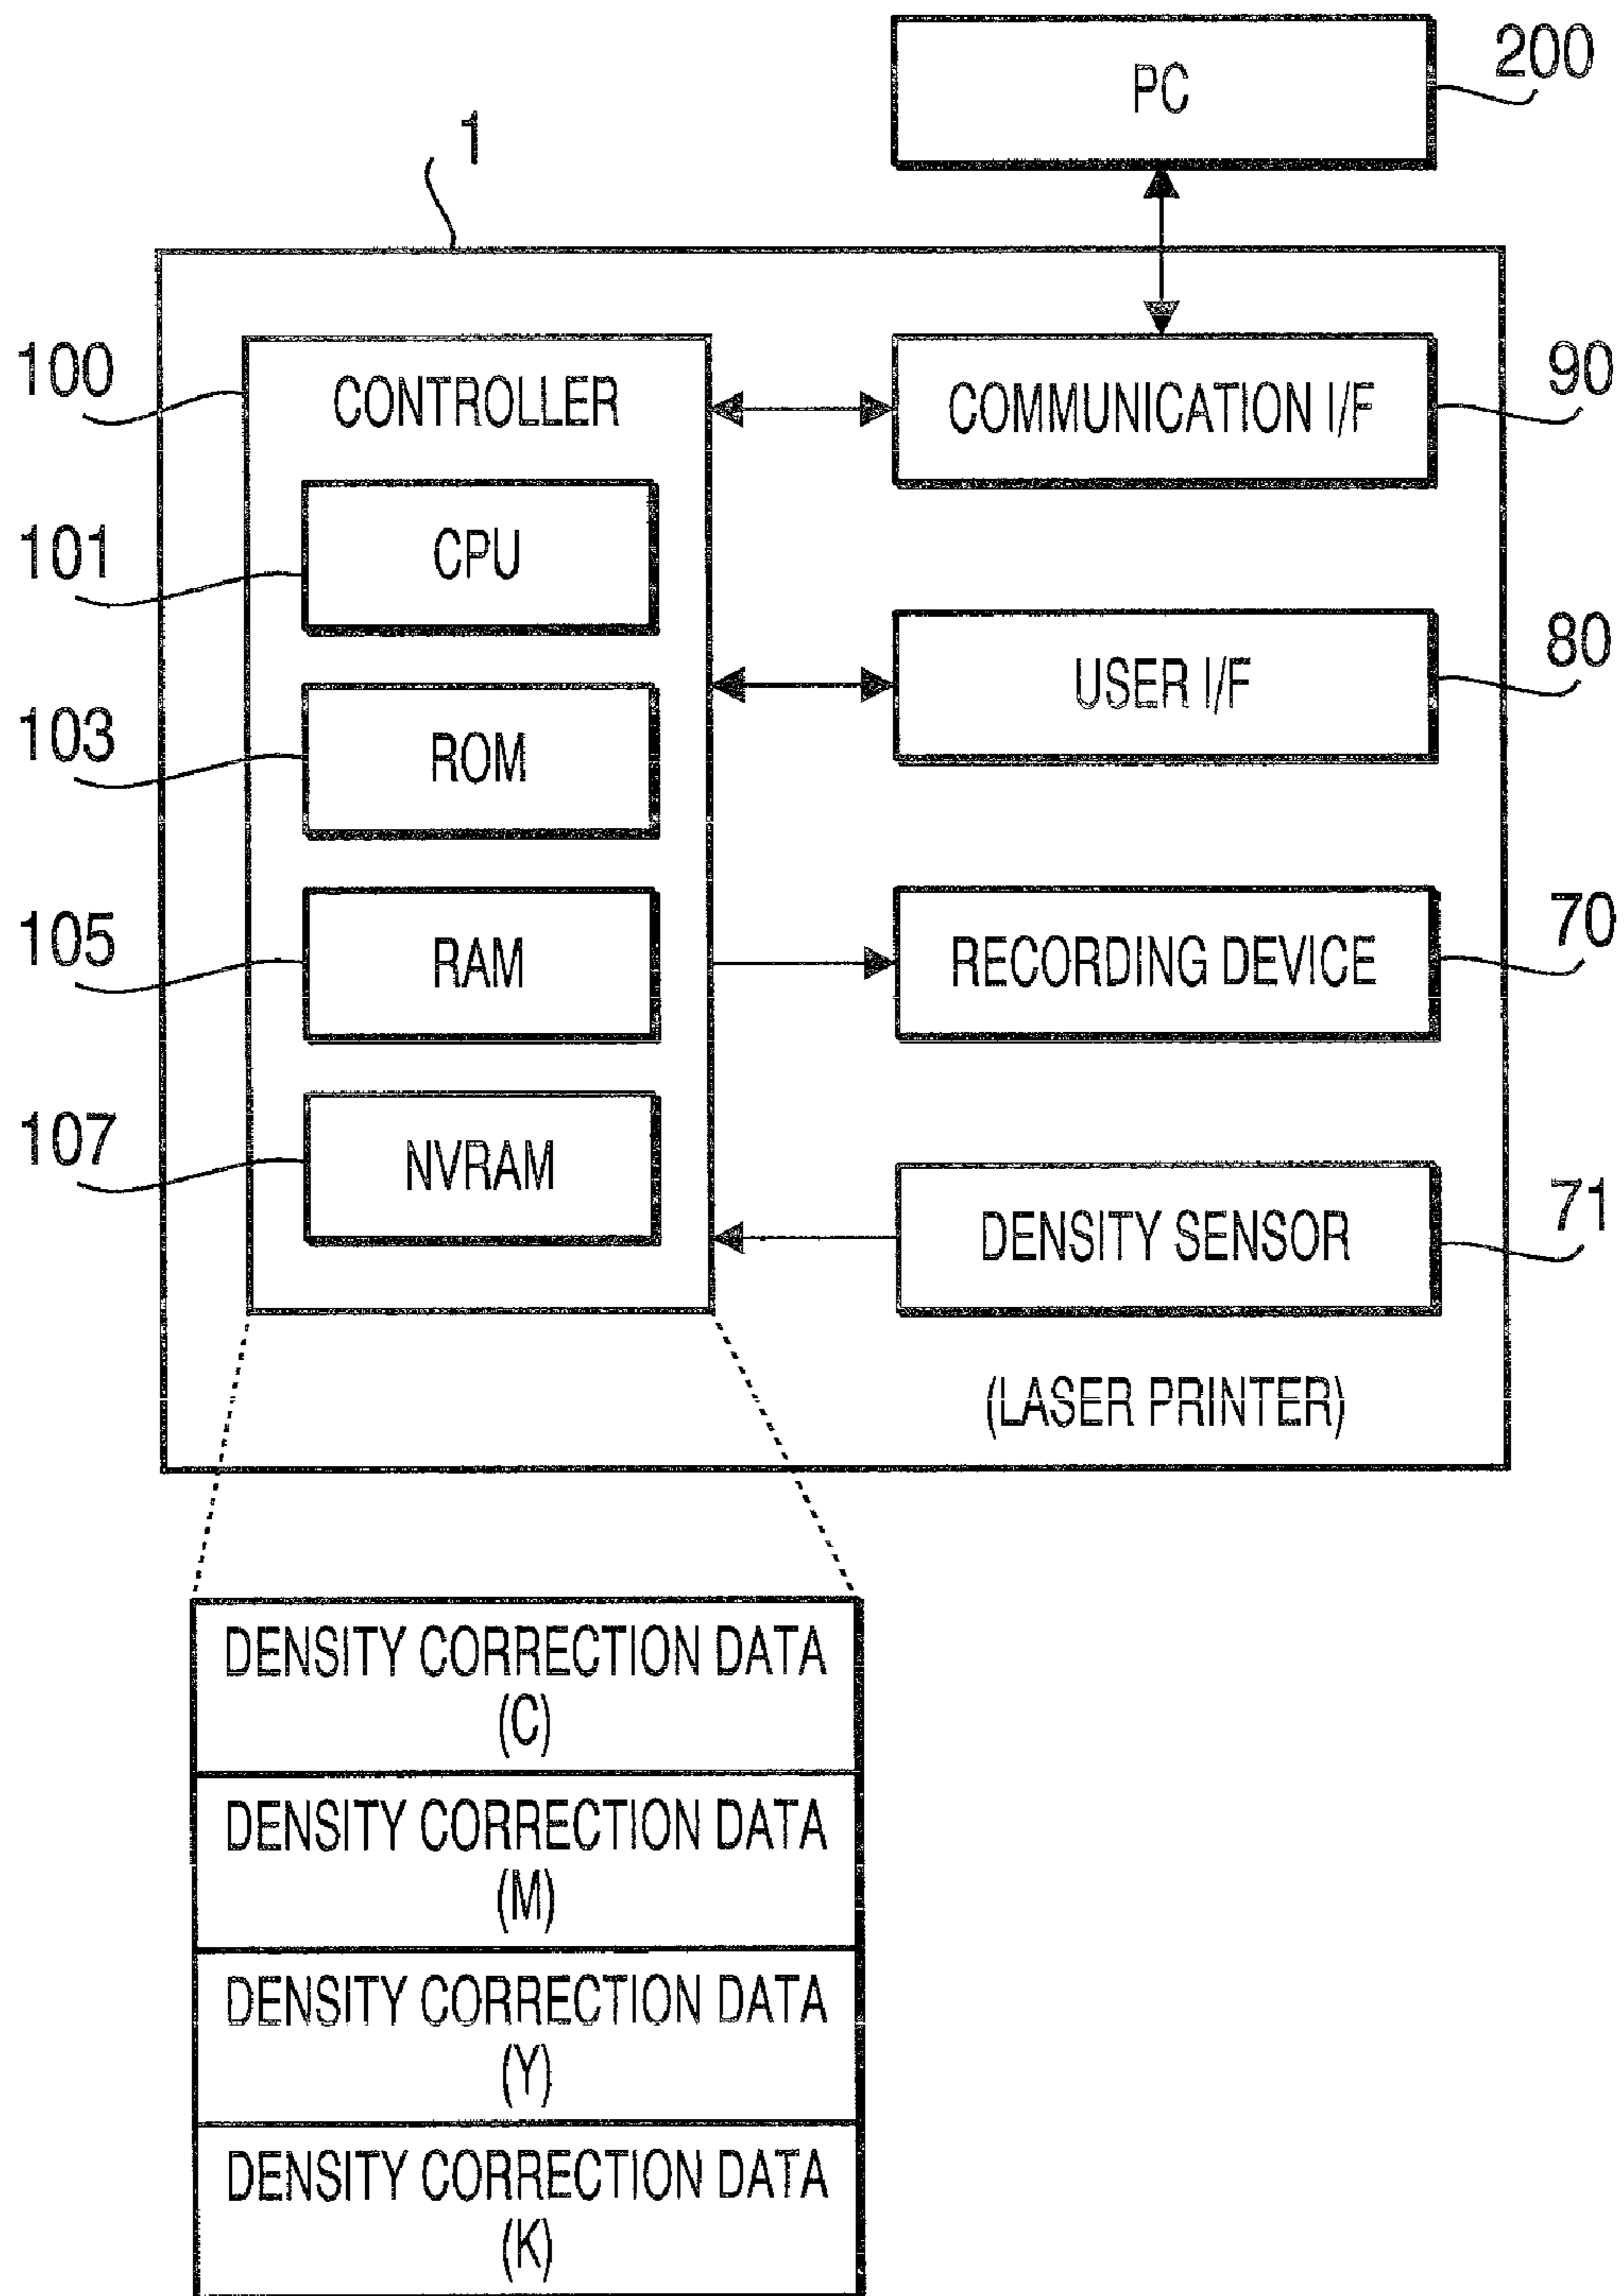 PC
200
1
100
CONTROLLER
COMMUNICATION I/F
90
101
CPU
103
ROM
USER I/F
80
105
RAM
RECORDING DEVICE
70
107
NVRAM
DENSITY SENSOR
71
(LASER PRINTER)
DENSITY CORRECTION DATA
(C)
DENSITY CORRECTION DATA
(M)
DENSITY CORRECTION DATA
(Y)
DENSITY CORRECTION DATA
(K)